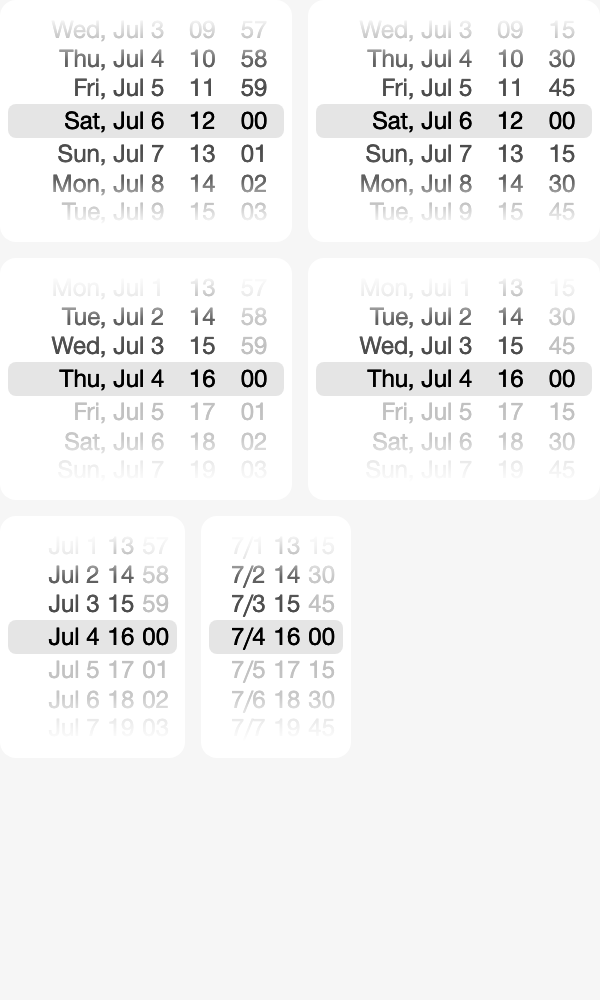 Wed, Jul 3 09 57
Thu, Jul 4 10 58
Fri, Jul 5 11 59
Sat, Jul 6 12 00
Sun, Jul 7 13 01
Mon, Jul 8 14 02
Tue, Jul 9 15 03
Wed, Jul 3 09 15
Thu, Jul 4 10 30
Fri, Jul 5 11 45
Sat, Jul 6 12 00
Sun, Jul 7 13 15
Mon, Jul 8 14 30
Tue, Jul 9 15 45
Mon, Jul 1 13 57
Tue, Jul 2 14 58
Wed, Jul 3 15 59
Thu, Jul 4 16 00
Fri, Jul 5 17 01
Sat, Jul 6 18 02
Sun, Jul 7 19 03
Mon, Jul 1 13 15
Tue, Jul 2 14 30
Wed, Jul 3 15 45
Thu, Jul 4 16 00
Fri, Jul 5 17 15
Sat, Jul 6 18 30
Sun, Jul 7 19 45
Jul 1 13 57
Jul 2 14 58
Jul 3 15 59
Jul 4 16 00
Jul 5 17 01
Jul 6 18 02
Jul 7 19 03
7/1 13 15
7/2 14 30
7/3 15 45
7/4 16 00
7/5 17 15
7/6 18 30
7/7 19 45